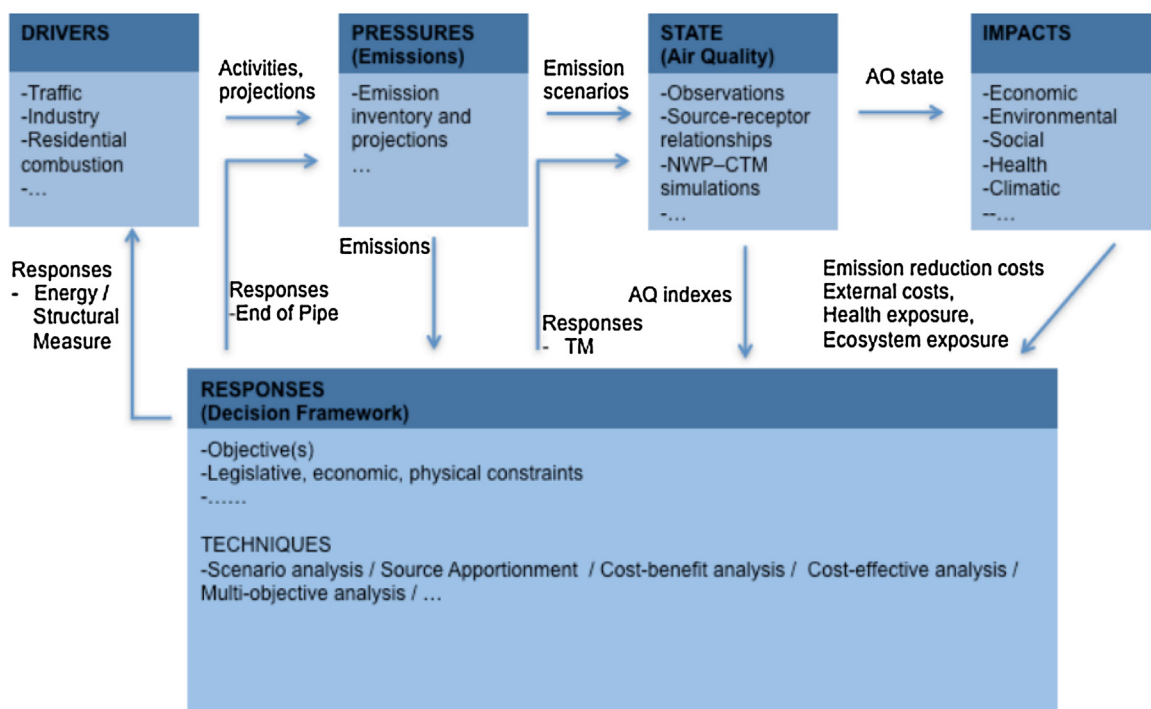 DRIVERS
-Traffic
-Industry
-Residential
combustion
-...
Activities,
projections
PRESSURES
(Emissions)
-Emission
inventory and
projections
...
Emission
scenarios
STATE
(Air Quality)
-Observations
-Source-receptor
relationships
-NWP–CTM
simulations
-...
AQ state
IMPACTS
-Economic
-Environmental
-Social
-Health
-Climatic
--...
Responses
- Energy /
Structural
Measure
Responses
-End of Pipe
Emissions
Responses
- TM
AQ indexes
Emission reduction costs
External costs,
Health exposure,
Ecosystem exposure
RESPONSES
(Decision Framework)
-Objective(s)
-Legislative, economic, physical constraints
-......
TECHNIQUES
-Scenario analysis / Source Apportionment / Cost-benefit analysis / Cost-effective analysis /
Multi-objective analysis / ...